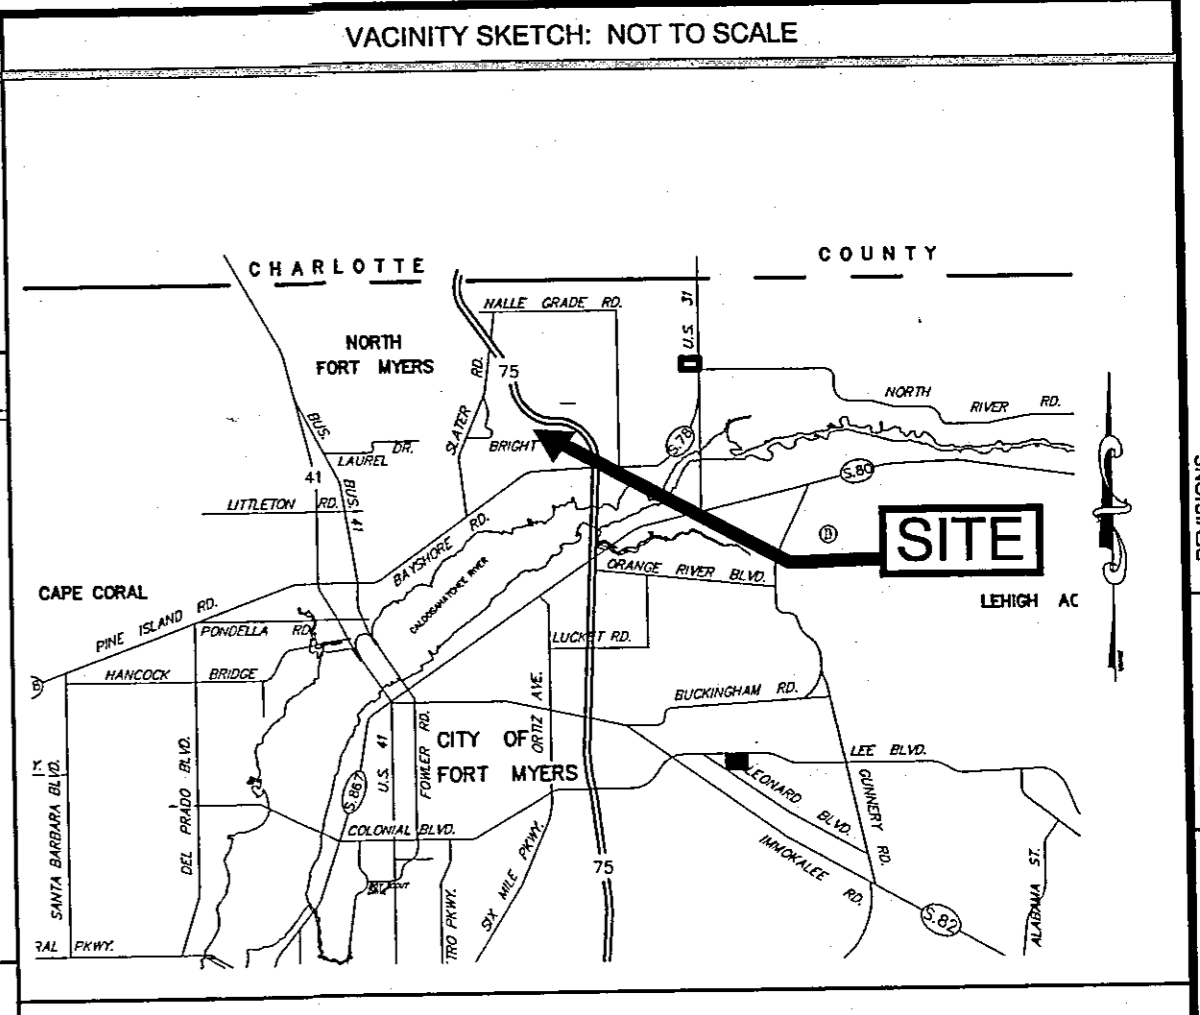 VACINITY SKETCH: NOT TO SCALE
CHARLOTTE
COUNTY
NALLE GRADE RD.
U.S. 31
NORTH
FORT MYERS
75
SLATER RD.
NORTH RIVER RD.
BUS.
41
LAUREL DR.
BRIGHT
S.78
S.80
LITTLETON RD.
BUS. 41
BAYSHORE RD.
SITE
CAPE CORAL
ORANGE RIVER BLVD.
LEHIGH AC
PINE ISLAND RD.
PONDELLA RD.
LUCKET RD.
HANCOCK BRIDGE
BUCKINGHAM RD.
ORTIZ AVE.
CITY OF
FORT MYERS
U.S. 41
FOWLER RD.
LEE BLVD.
LEONARD BLVD.
GUNNERY RD.
SANTA BARBARA BLVD.
DEL PRADO BLVD.
S.867
COLONIAL BLVD.
IMMOKALEE RD.
75
SIX MILE PKWY.
S.82
ALABAMA ST.
RAL PKWY.
TRO PKWY.